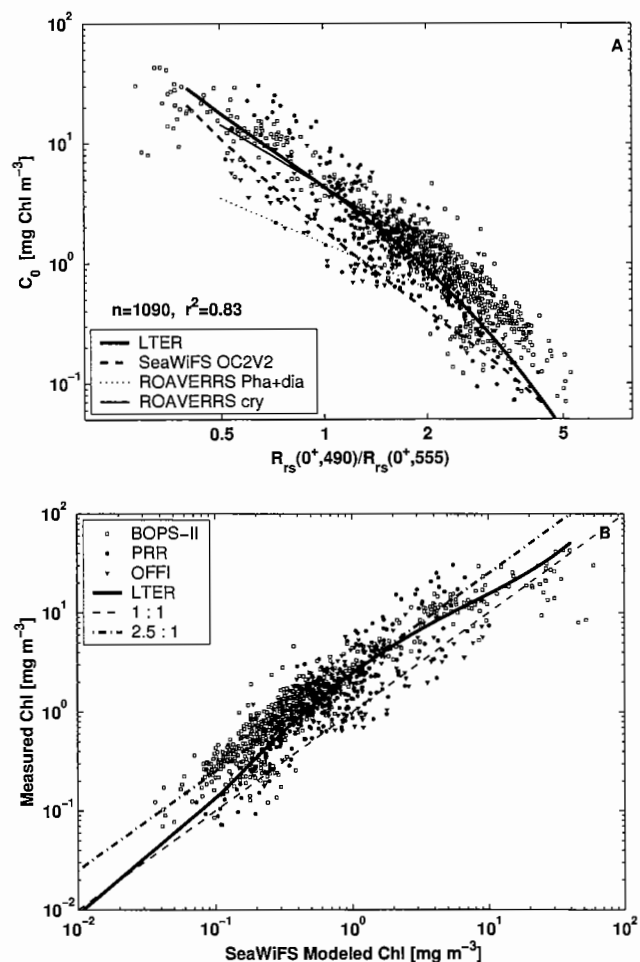 A
10²
10¹
10⁰
10⁻¹
C₀ [mg Chl m⁻³]
n=1090, r²=0.83
LTER
SeaWiFS OC2V2
ROAVERRS Pha+dia
ROAVERRS cry
0.5
1
2
5
Rrs(0⁺,490)/Rrs(0⁺,555)
B
10²
10¹
10⁰
10⁻¹
10⁻²
Measured Chl [mg m⁻³]
BOPS-II
PRR
OFFI
LTER
1 : 1
2.5 : 1
10⁻²
10⁻¹
10⁰
10¹
10²
SeaWiFS Modeled Chl [mg m⁻³]